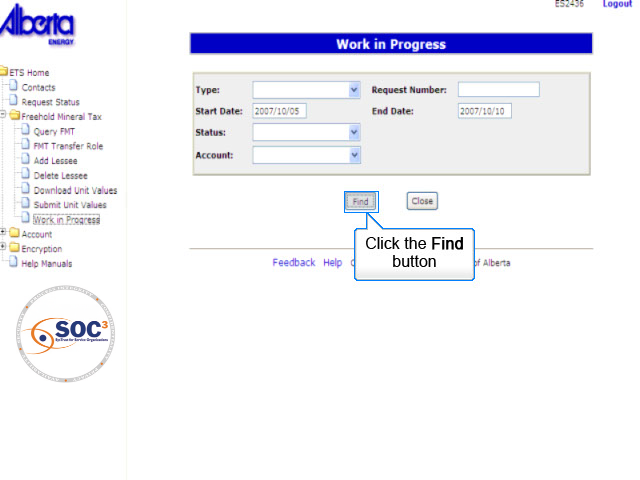 ES2436 Logout
Alberta
ENERGY
Work in Progress
ETS Home
Contacts
Request Status
Freehold Mineral Tax
Query FMT
FMT Transfer Role
Add Lessee
Delete Lessee
Download Unit Values
Submit Unit Values
Work in Progress
Account
Encryption
Help Manuals
Type: Request Number:
Start Date: 2007/10/05 End Date: 2007/10/10
Status:
Account:
Find Close
Click the Find
button
Feedback Help of Alberta
SOC3
SysTrust for Service Organizations